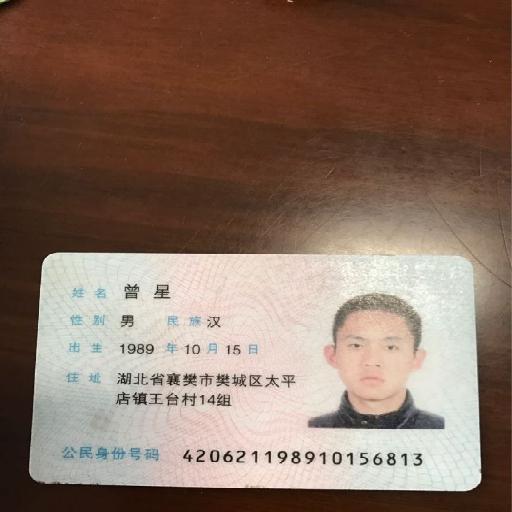 姓名 曾星
性别 男 民族 汉
出生 1989 年 10 月 15 日
住址 湖北省襄樊市樊城区太平
店镇王台村14组
公民身份号码 420621198910156813